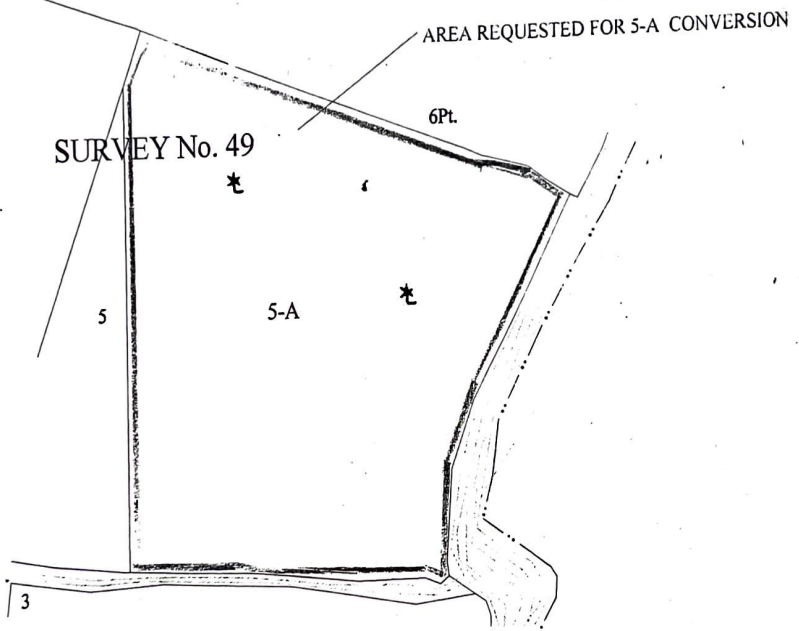 AREA REQUESTED FOR 5-A CONVERSION
6Pt.
SURVEY No. 49
5
5-A
3